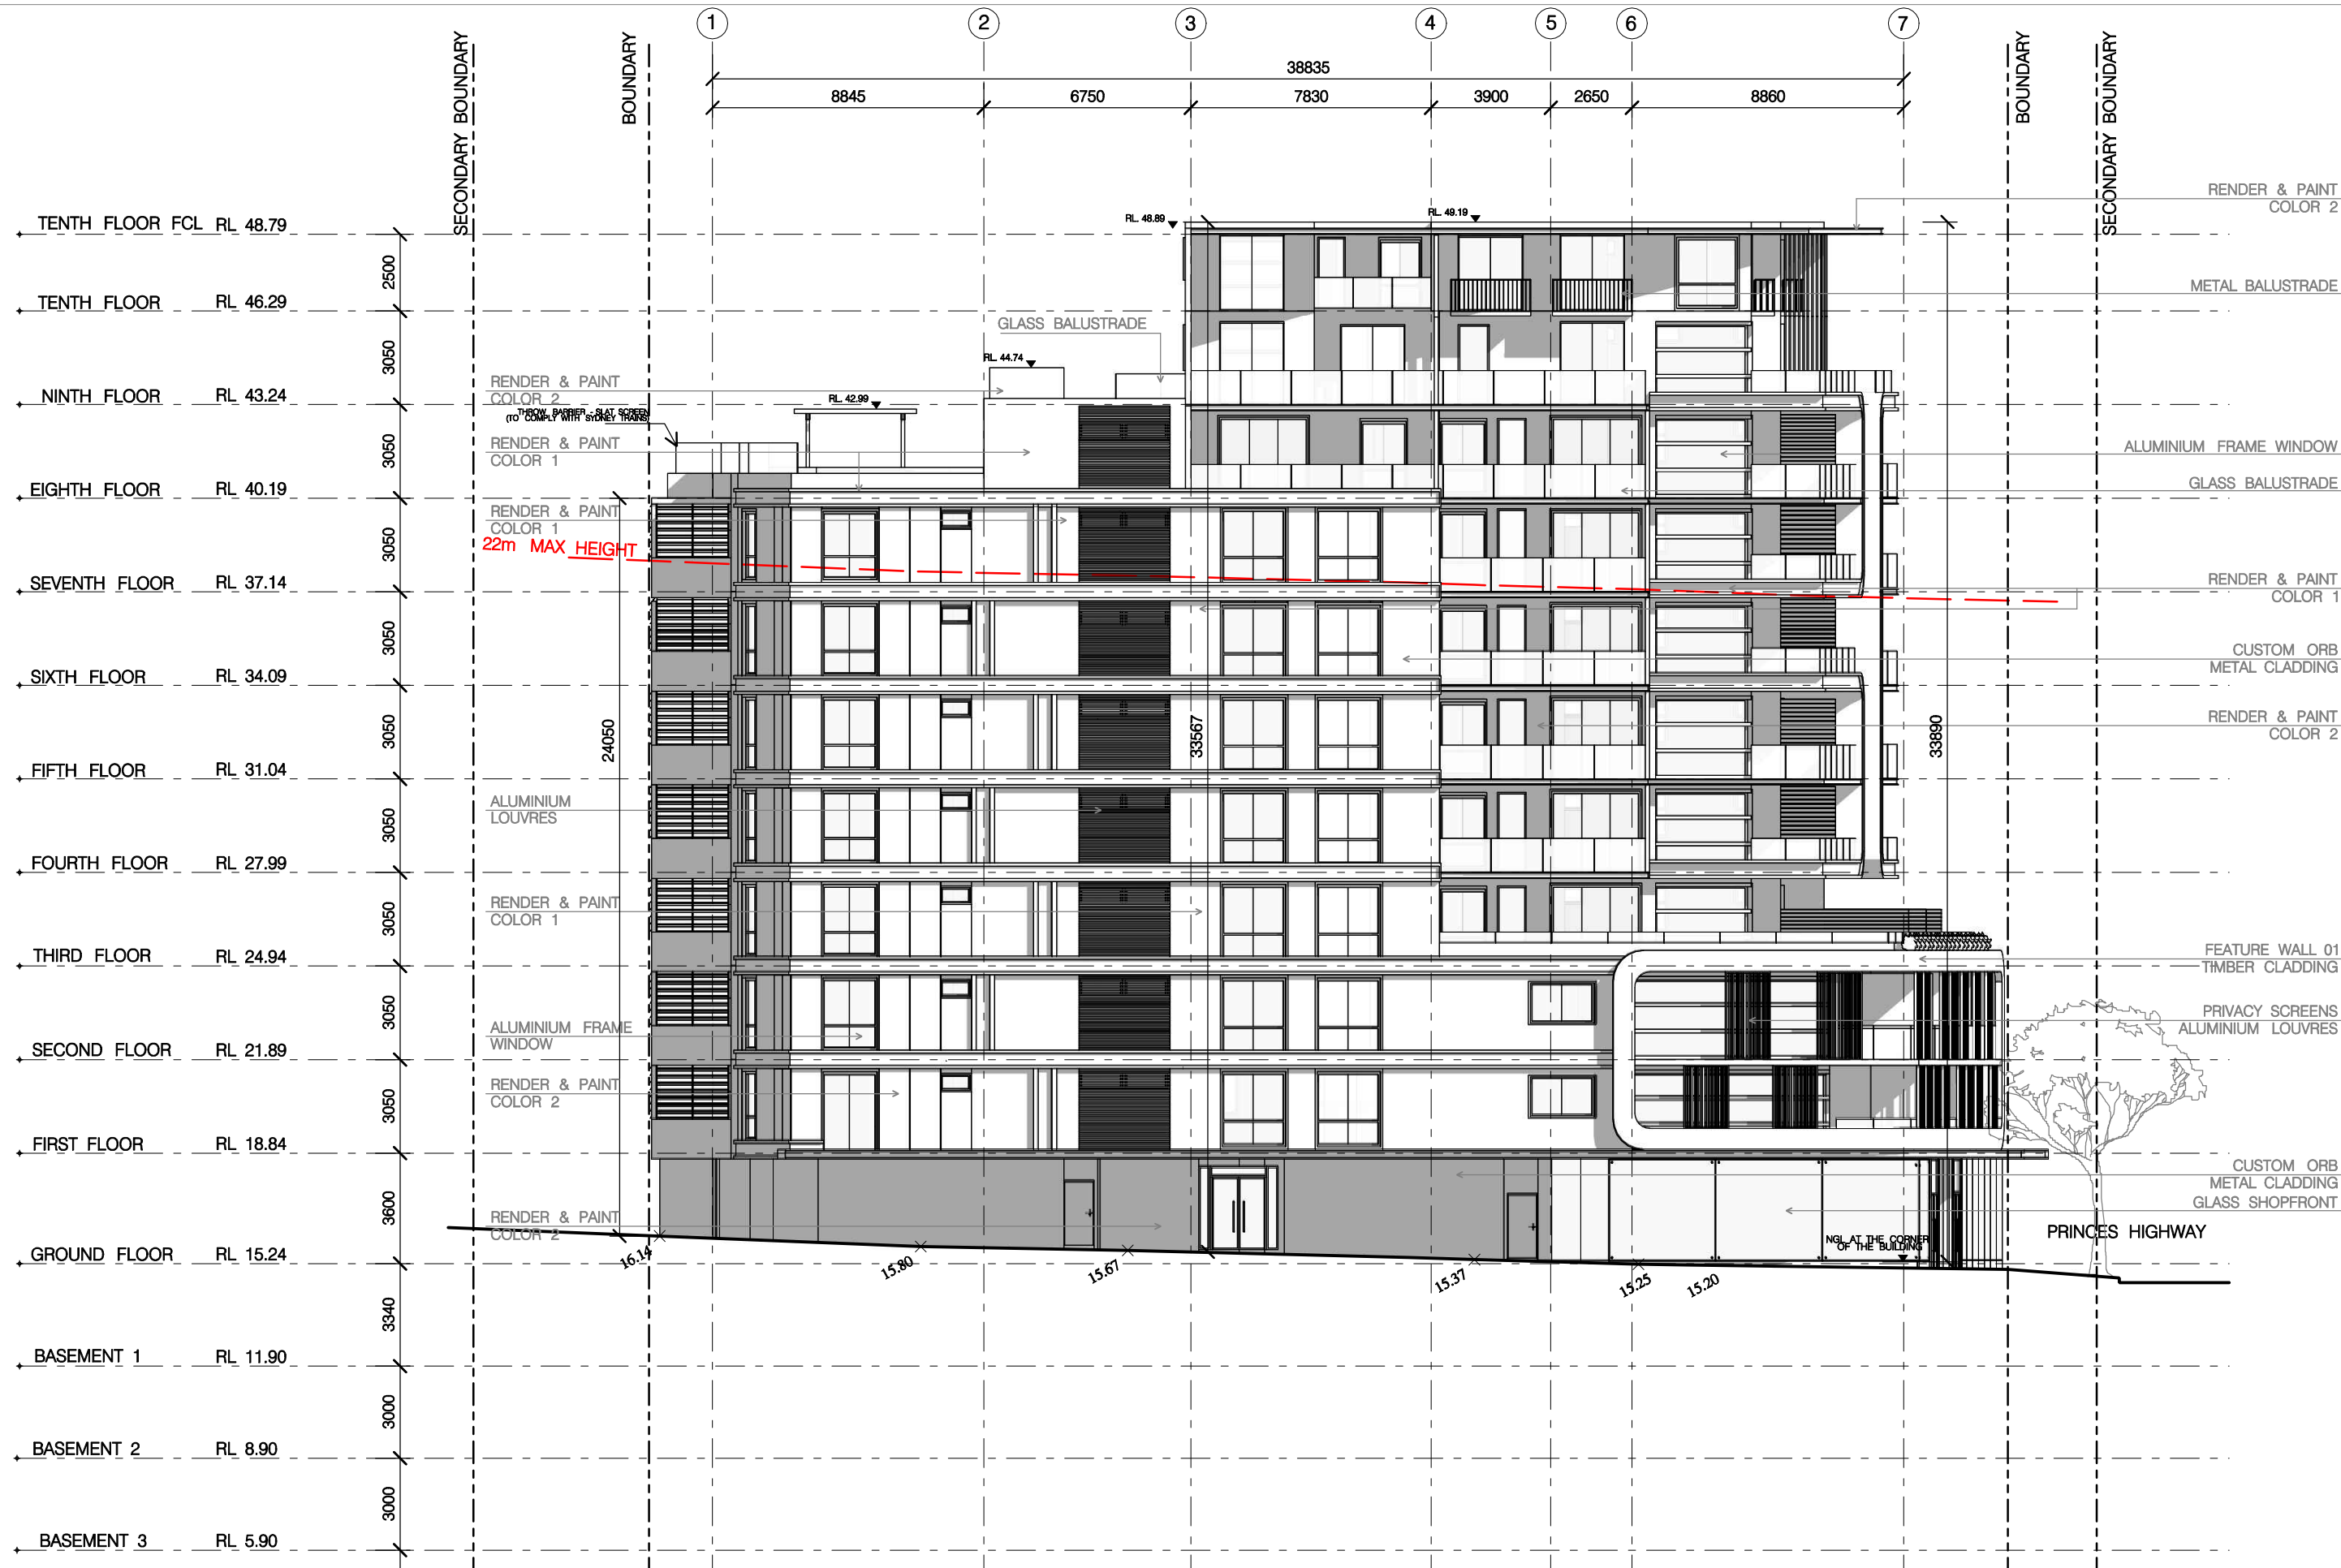 1 2 3 4 5 6 7
SECONDARY BOUNDARY
BOUNDARY
BOUNDARY
SECONDARY BOUNDARY
38835
8845 6750 7830 3900 2650 8860
TENTH FLOOR FCL RL 48.79
TENTH FLOOR RL 46.29
NINTH FLOOR RL 43.24
EIGHTH FLOOR RL 40.19
SEVENTH FLOOR RL 37.14
SIXTH FLOOR RL 34.09
FIFTH FLOOR RL 31.04
FOURTH FLOOR RL 27.99
THIRD FLOOR RL 24.94
SECOND FLOOR RL 21.89
FIRST FLOOR RL 18.84
GROUND FLOOR RL 15.24
BASEMENT 1 RL 11.90
BASEMENT 2 RL 8.90
BASEMENT 3 RL 5.90
2500
3050
3050
3050
3050
3050
3050
3050
3050
3050
3600
3340
3000
3000
RENDER & PAINT
COLOR 2
THROW BARRIER - SLAT SCREEN
(TO COMPLY WITH SYDNEY TRAINS)
RENDER & PAINT
COLOR 1
RENDER & PAINT
COLOR 1
22m MAX HEIGHT
ALUMINIUM
LOUVRES
RENDER & PAINT
COLOR 1
ALUMINIUM FRAME
WINDOW
RENDER & PAINT
COLOR 2
RENDER & PAINT
COLOR 2
24050
33567
33890
RL. 48.89
RL. 49.19
GLASS BALUSTRADE
RL. 44.74
RL. 42.99
16.14
15.80
15.67
15.37
15.25
15.20
NGL AT THE CORNER
OF THE BUILDING
RENDER & PAINT
COLOR 2
METAL BALUSTRADE
ALUMINIUM FRAME WINDOW
GLASS BALUSTRADE
RENDER & PAINT
COLOR 1
CUSTOM ORB
METAL CLADDING
RENDER & PAINT
COLOR 2
FEATURE WALL 01
TIMBER CLADDING
PRIVACY SCREENS
ALUMINIUM LOUVRES
CUSTOM ORB
METAL CLADDING
GLASS SHOPFRONT
PRINCES HIGHWAY